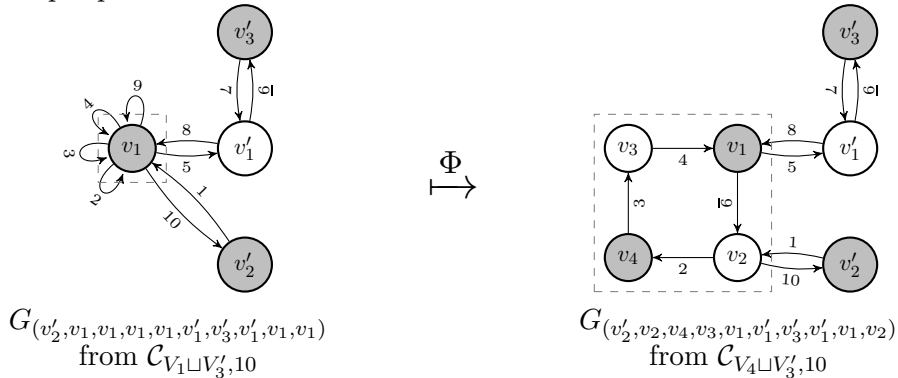 v′₃
7 6̲
4 9
3 v₁ 8 v′₁
2 5
1
10
v′₂
G₍v′₂,v₁,v₁,v₁,v₁,v′₁,v′₃,v′₁,v₁,v₁₎
from 𝒞_{V₁⊔V′₃,10}
Φ
↦
v′₃
7 6̲
v₃ 4 v₁ 8 v′₁
5
3 9̲
v₄ 2 v₂ 1 v′₂
10
G₍v′₂,v₂,v₄,v₃,v₁,v′₁,v′₃,v′₁,v₁,v₂₎
from 𝒞_{V₄⊔V′₃,10}